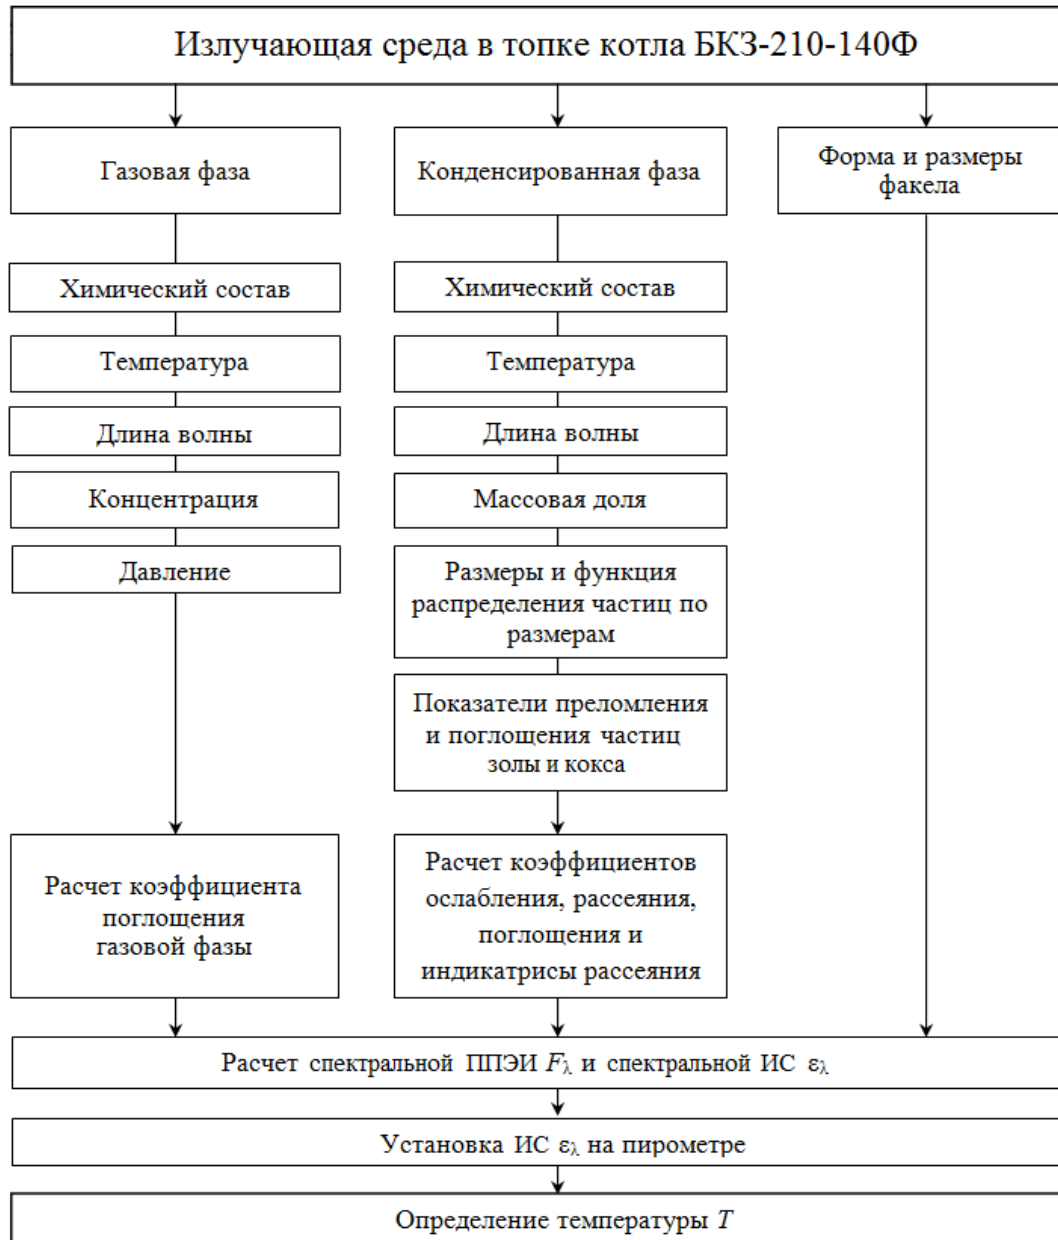 Излучающая среда в топке котла БКЗ-210-140Ф
Газовая фаза
Химический состав
Температура
Длина волны
Концентрация
Давление
Расчет коэффициента
поглощения
газовой фазы
Конденсированная фаза
Химический состав
Температура
Длина волны
Массовая доля
Размеры и функция
распределения частиц по
размерам
Показатели преломления
и поглощения частиц
золы и кокса
Расчет коэффициентов
ослабления, рассеяния,
поглощения и
индикатрисы рассеяния
Форма и размеры
факела
Расчет спектральной ППЭИ Fλ и спектральной ИС ελ
Установка ИС ελ на пирометре
Определение температуры T